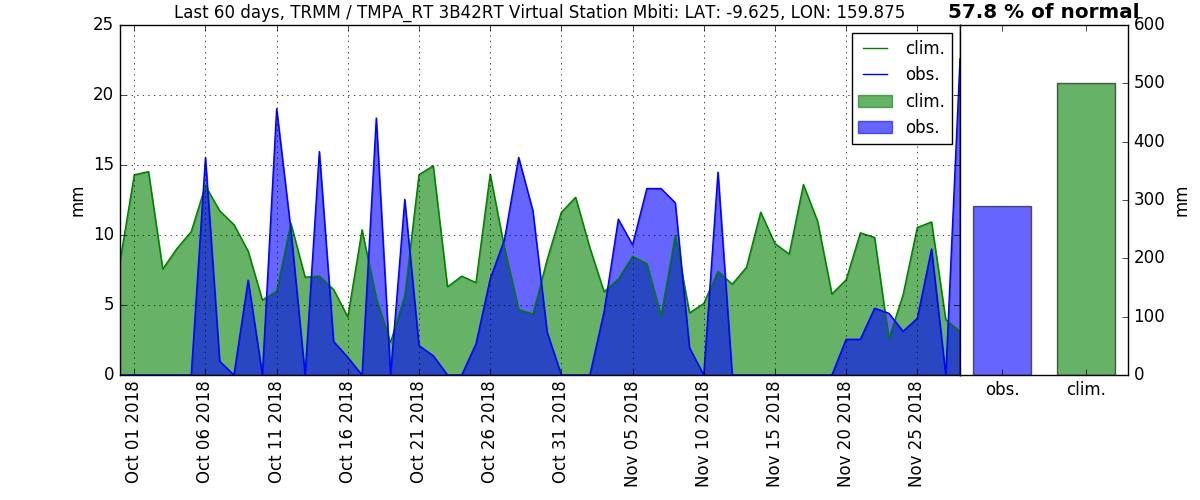 Last 60 days, TRMM / TMPA_RT 3B42RT Virtual Station Mbiti: LAT: -9.625, LON: 159.875
57.8 % of normal
25
20
15
10
5
0
mm
clim.
obs.
clim.
obs.
600
500
400
300
200
100
0
mm
obs.
clim.
Oct 01 2018
Oct 06 2018
Oct 11 2018
Oct 16 2018
Oct 21 2018
Oct 26 2018
Oct 31 2018
Nov 05 2018
Nov 10 2018
Nov 15 2018
Nov 20 2018
Nov 25 2018